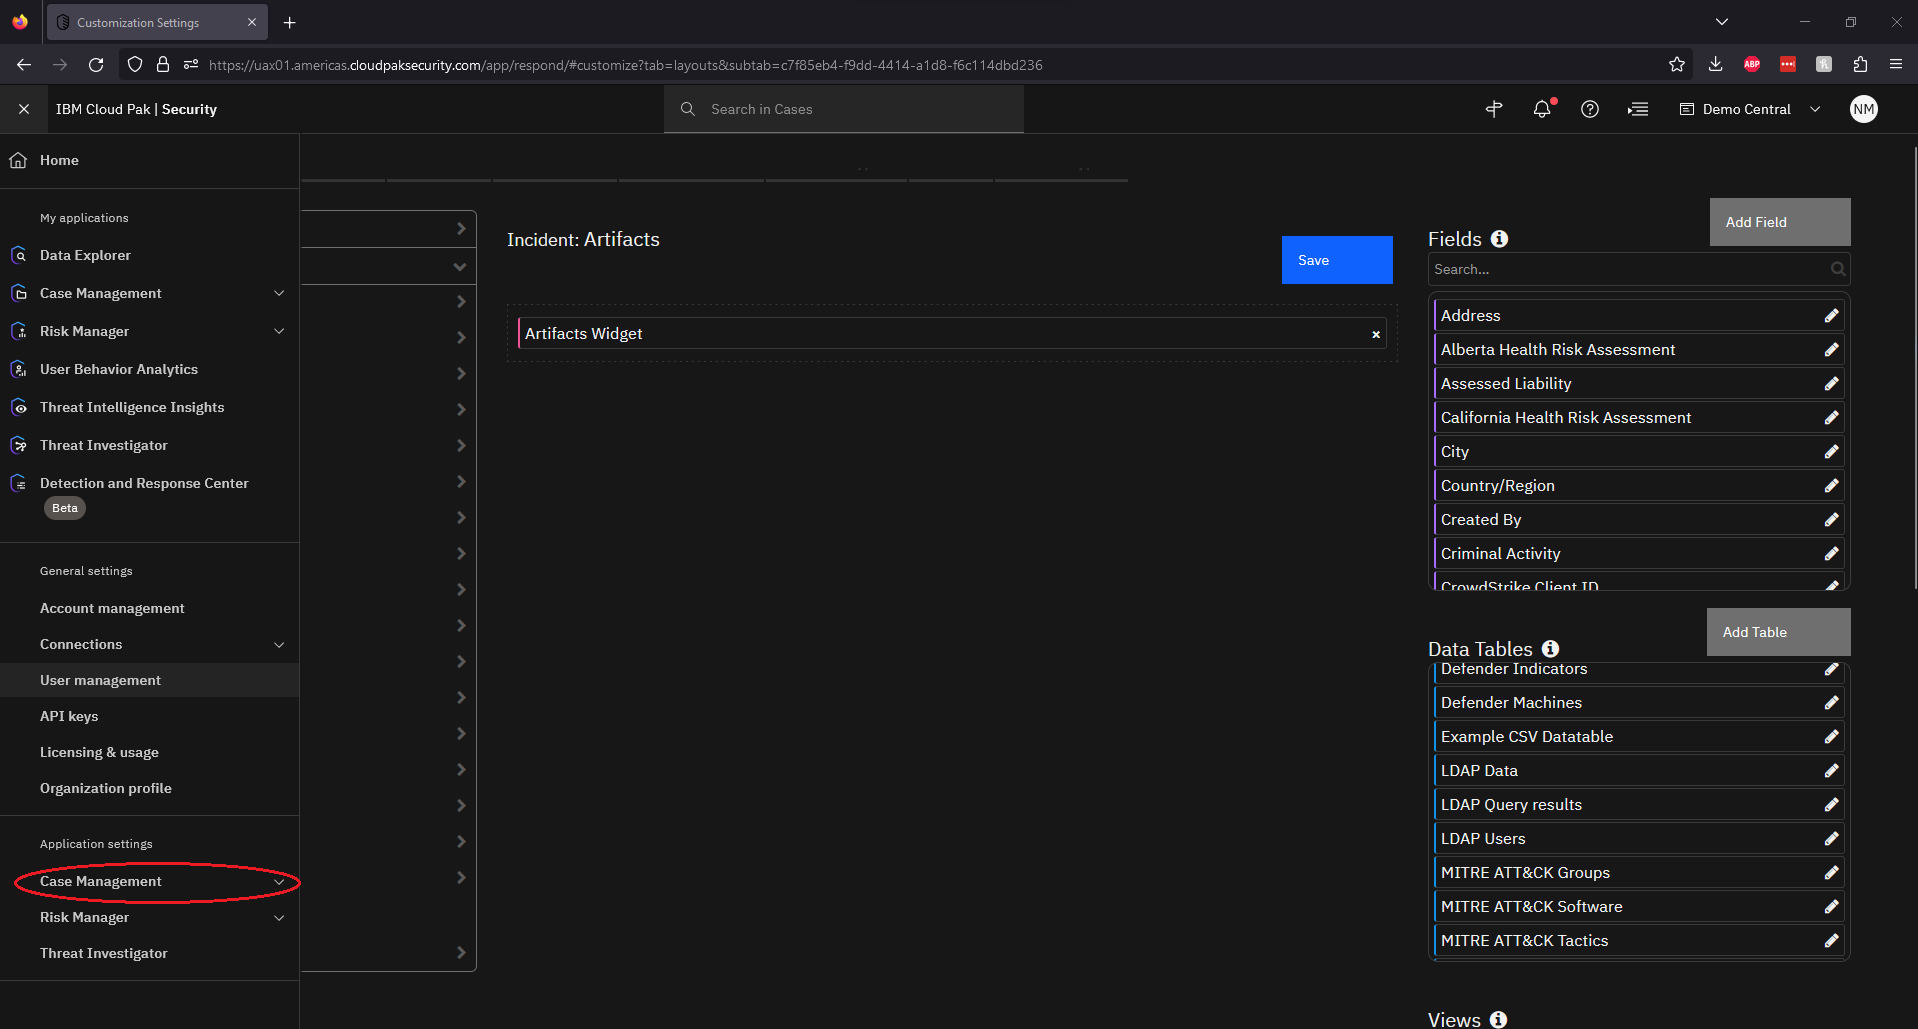 Customization Settings
https://uax01.americas.cloudpaksecurity.com/app/respond/#customize?tab=layouts&subtab=c7f85eb4-f9dd-4414-a1d8-f6c114dbd236
ABP
IBM Cloud Pak | Security
Search in Cases
Demo Central
NM
Home
My applications
Data Explorer
Case Management
Risk Manager
User Behavior Analytics
Threat Intelligence Insights
Threat Investigator
Detection and Response Center
Beta
General settings
Account management
Connections
User management
API keys
Licensing & usage
Organization profile
Application settings
Case Management
Risk Manager
Threat Investigator
Incident: Artifacts
Save
Artifacts Widget
Fields
Add Field
Search...
Address
Alberta Health Risk Assessment
Assessed Liability
California Health Risk Assessment
City
Country/Region
Created By
Criminal Activity
CrowdStrike Client ID
Data Tables
Add Table
Defender Indicators
Defender Machines
Example CSV Datatable
LDAP Data
LDAP Query results
LDAP Users
MITRE ATT&CK Groups
MITRE ATT&CK Software
MITRE ATT&CK Tactics
Views